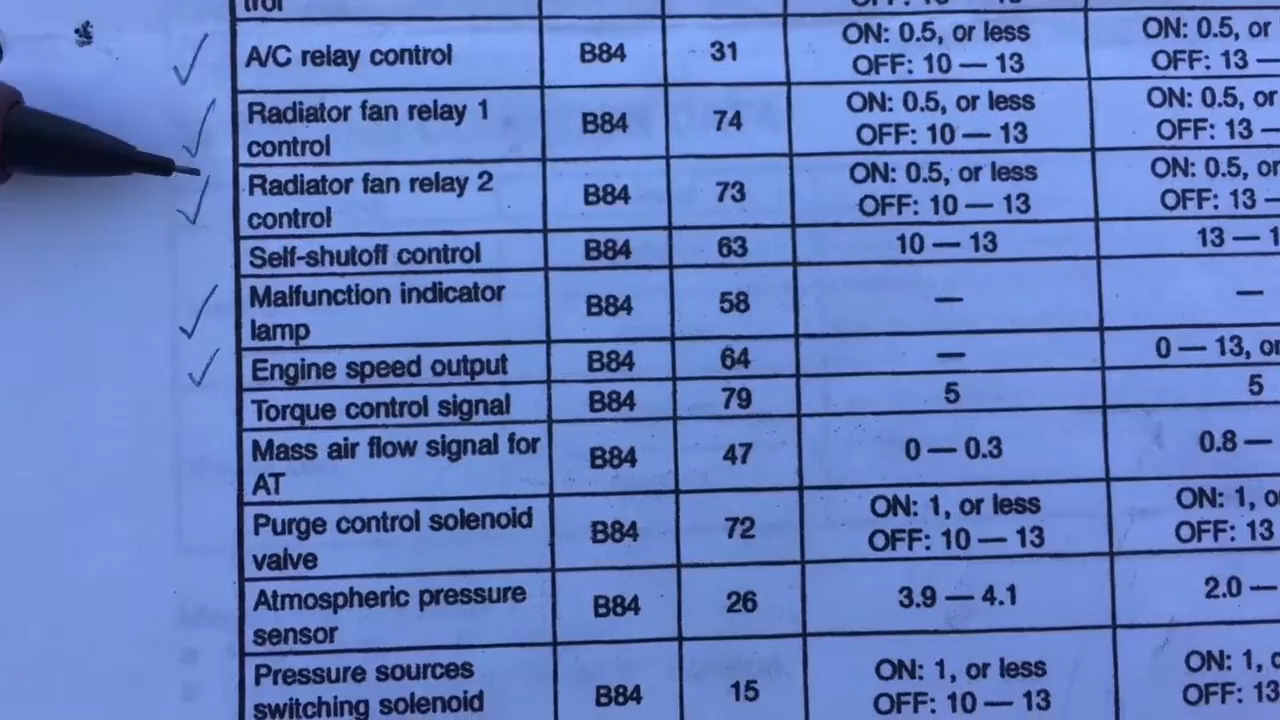 A/C relay control B84 31 ON: 0.5, or less ON: 0.5, or
OFF: 10 — 13 OFF: 13 —
Radiator fan relay 1 B84 74 ON: 0.5, or less ON: 0.5, or
control OFF: 10 — 13 OFF: 13 —
Radiator fan relay 2 B84 73 ON: 0.5, or less ON: 0.5, or
control OFF: 10 — 13 OFF: 13 —
Self-shutoff control B84 63 10 — 13 13 — 1
Malfunction indicator B84 58 — —
lamp
Engine speed output B84 64 — 0 — 13, or
Torque control signal B84 79 5 5
Mass air flow signal for B84 47 0 — 0.3 0.8 —
AT
Purge control solenoid B84 72 ON: 1, or less ON: 1, o
valve OFF: 10 — 13 OFF: 13
Atmospheric pressure B84 26 3.9 — 4.1 2.0 —
sensor
Pressure sources B84 15 ON: 1, or less ON: 1,
switching solenoid OFF: 10 — 13 OFF: 13